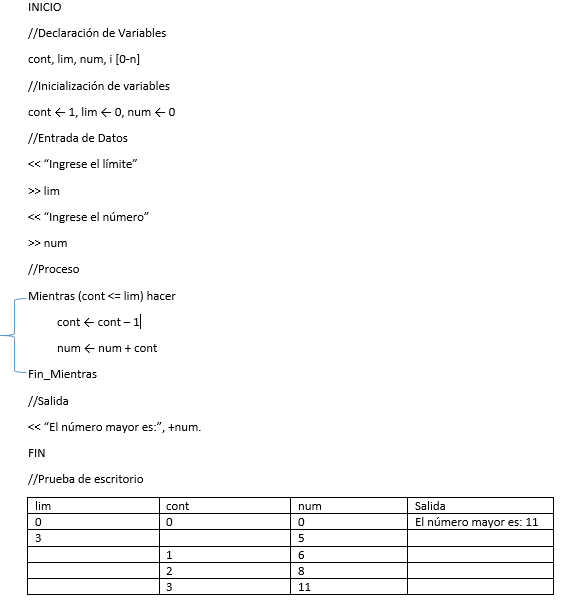 INICIO
//Declaración de Variables
cont, lim, num, i [0-n]
//Inicialización de variables
cont ← 1, lim ← 0, num ← 0
//Entrada de Datos
<< “Ingrese el límite”
>> lim
<< “Ingrese el número”
>> num
//Proceso
Mientras (cont <= lim) hacer
cont ← cont – 1
num ← num + cont
Fin_Mientras
//Salida
<< “El número mayor es:”, +num.
FIN
//Prueba de escritorio
lim cont num Salida
0 0 0 El número mayor es: 11
3 5
1 6
2 8
3 11